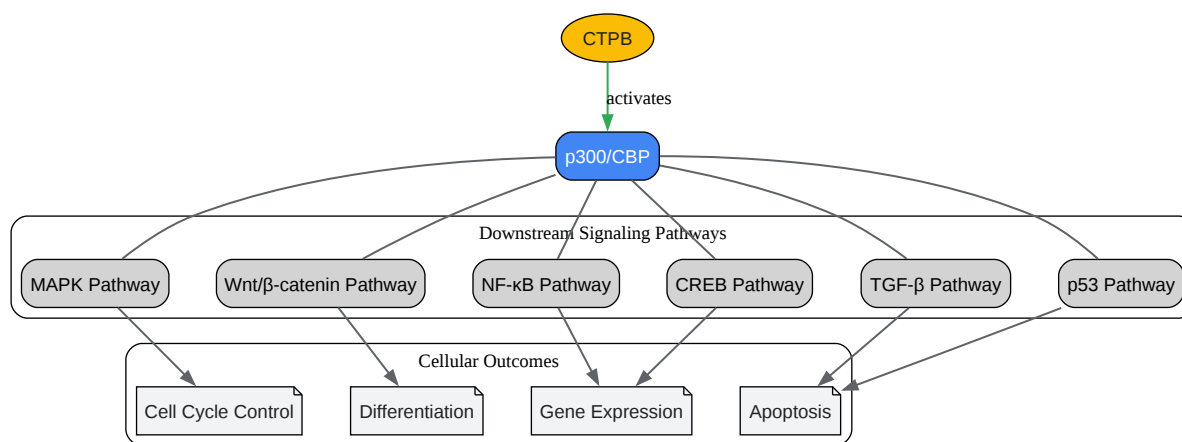 CTPB
activates
p300/CBP
Downstream Signaling Pathways
MAPK Pathway
Wnt/β-catenin Pathway
NF-κB Pathway
CREB Pathway
TGF-β Pathway
p53 Pathway
Cellular Outcomes
Cell Cycle Control
Differentiation
Gene Expression
Apoptosis